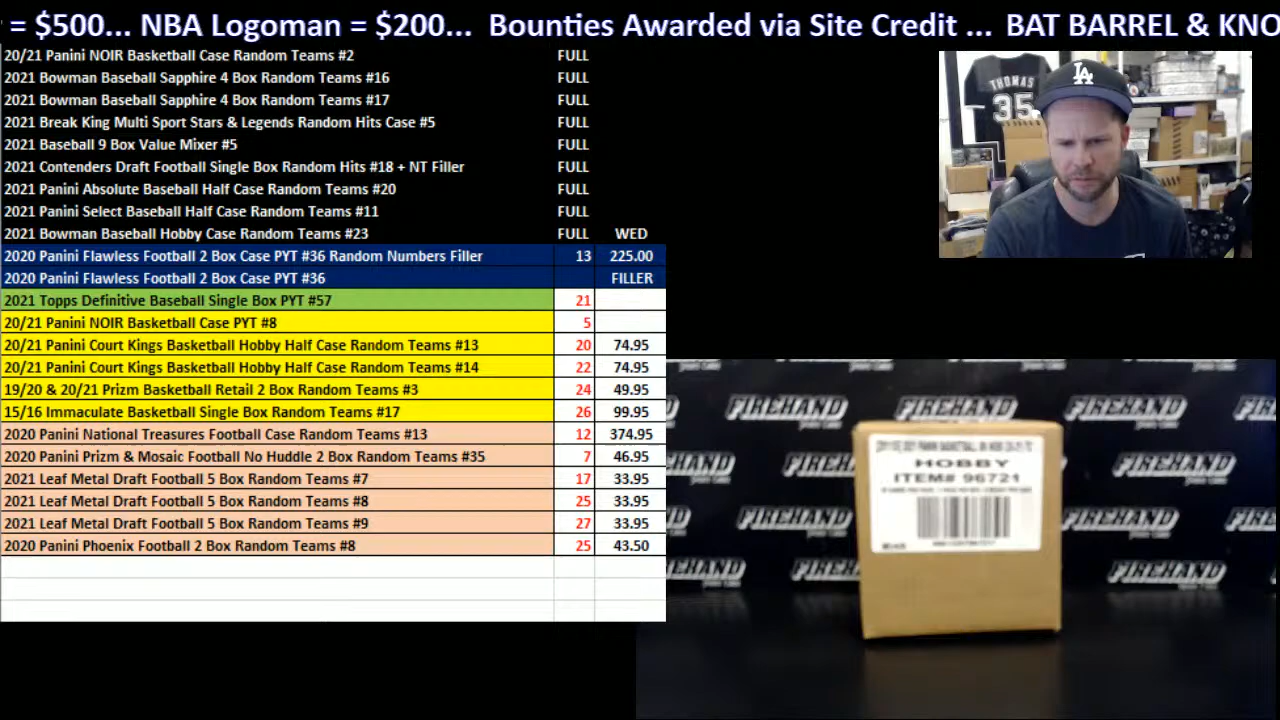 = $500... NBA Logoman = $200... Bounties Awarded via Site Credit ... BAT BARREL & KNO
20/21 Panini NOIR Basketball Case Random Teams #2 FULL
2021 Bowman Baseball Sapphire 4 Box Random Teams #16 FULL
2021 Bowman Baseball Sapphire 4 Box Random Teams #17 FULL
2021 Break King Multi Sport Stars & Legends Random Hits Case #5 FULL
2021 Baseball 9 Box Value Mixer #5 FULL
2021 Contenders Draft Football Single Box Random Hits #18 + NT Filler FULL
2021 Panini Absolute Baseball Half Case Random Teams #20 FULL
2021 Panini Select Baseball Half Case Random Teams #11 FULL
2021 Bowman Baseball Hobby Case Random Teams #23 FULL WED
2020 Panini Flawless Football 2 Box Case PYT #36 Random Numbers Filler 13 225.00
2020 Panini Flawless Football 2 Box Case PYT #36 FILLER
2021 Topps Definitive Baseball Single Box PYT #57 21
20/21 Panini NOIR Basketball Case PYT #8 5
20/21 Panini Court Kings Basketball Hobby Half Case Random Teams #13 20 74.95
20/21 Panini Court Kings Basketball Hobby Half Case Random Teams #14 22 74.95
19/20 & 20/21 Prizm Basketball Retail 2 Box Random Teams #3 24 49.95
15/16 Immaculate Basketball Single Box Random Teams #17 26 99.95
2020 Panini National Treasures Football Case Random Teams #13 12 374.95
2020 Panini Prizm & Mosaic Football No Huddle 2 Box Random Teams #35 7 46.95
2021 Leaf Metal Draft Football 5 Box Random Teams #7 17 33.95
2021 Leaf Metal Draft Football 5 Box Random Teams #8 25 33.95
2021 Leaf Metal Draft Football 5 Box Random Teams #9 27 33.95
2020 Panini Phoenix Football 2 Box Random Teams #8 25 43.50
THOMAS
35
LA
FIREHAND FIREHAND FIREHAND
FIREHAND
FIREHAND
FIREHAND FIREHAND
HOBBY
ITEM# 96721